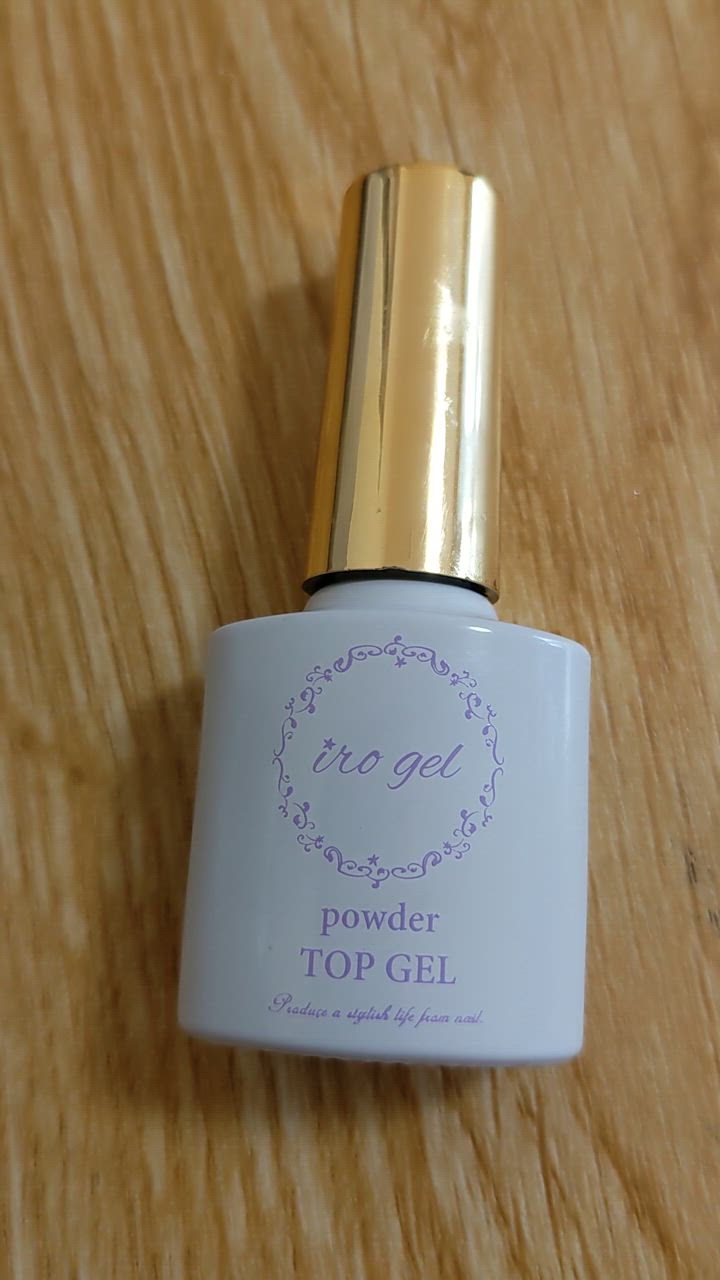 iro gel
powder
TOP GEL
Produce a stylish life from nail.